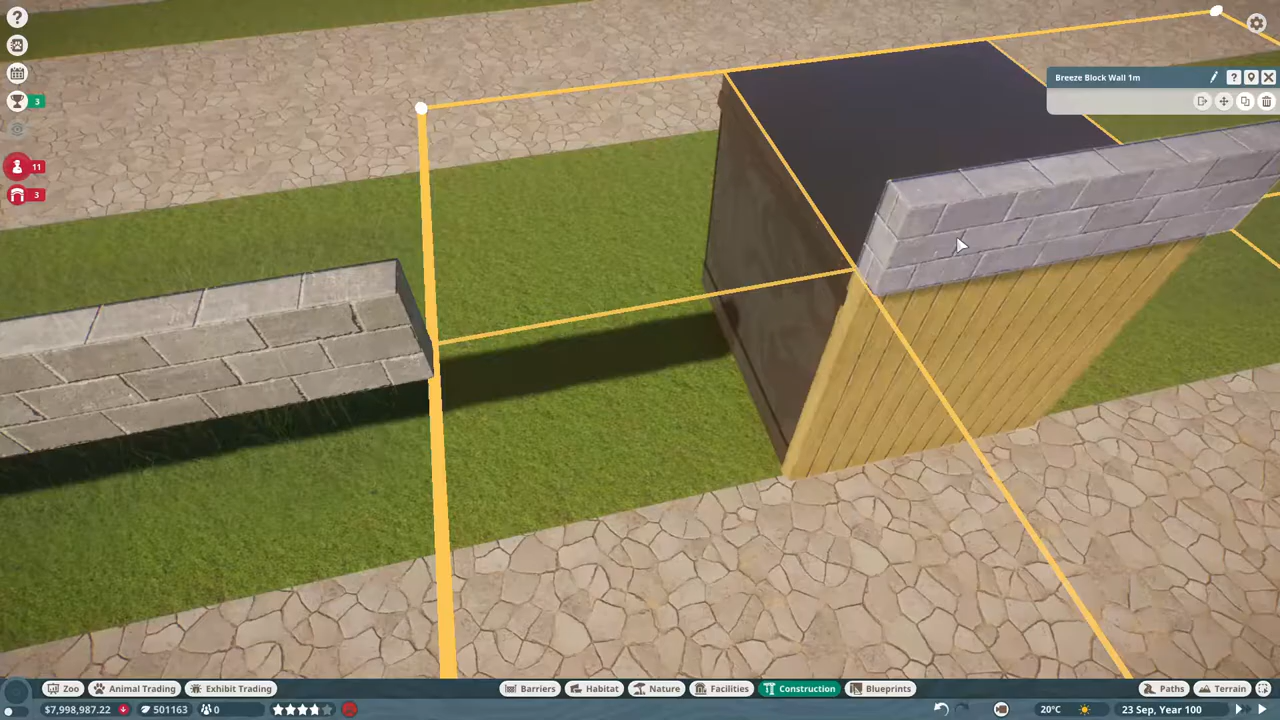 ?
3
11
3
Breeze Block Wall 1m
?
Zoo
Animal Trading
Exhibit Trading
Barriers
Habitat
Nature
Facilities
Construction
Blueprints
Paths
Terrain
$7,998,987.22
501163
0
20°C
23 Sep, Year 100